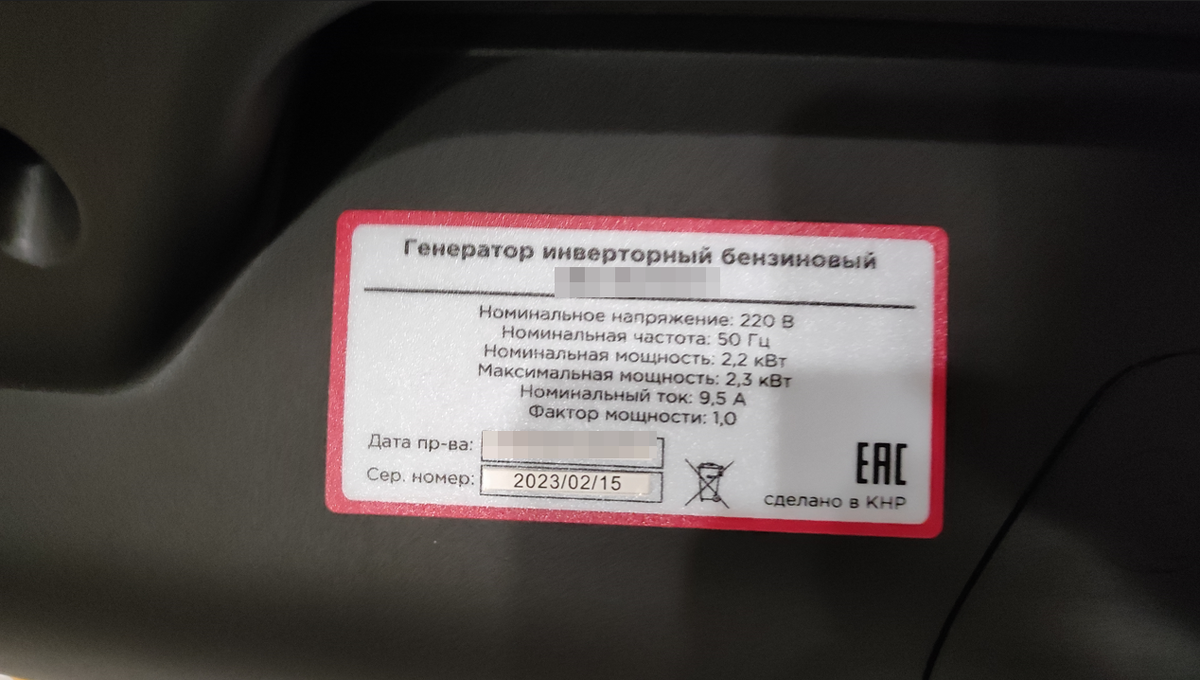 Генератор инверторный бензиновый
Номинальное напряжение: 220 В
Номинальная частота: 50 Гц
Номинальная мощность: 2,2 кВт
Максимальная мощность: 2,3 кВт
Номинальный ток: 9,5 А
Фактор мощности: 1,0
Дата пр-ва:
Сер. номер: 2023/02/15
EAC
сделано в КНР